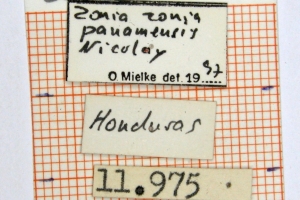 Zonia zonia
panamensis
Nicolay
O Mielke det. 19 97
Honduras
11.975